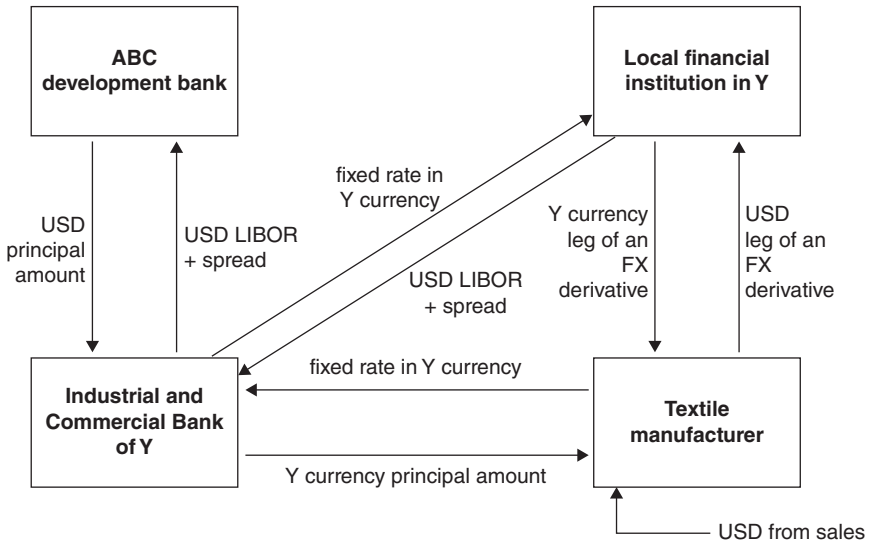 ABC
development bank
Local financial
institution in Y
fixed rate in
Y currency
USD
principal
amount
USD LIBOR
+ spread
USD LIBOR
+ spread
Y currency
leg of an
FX
derivative
USD
leg of an
FX
derivative
fixed rate in Y currency
Industrial and
Commercial Bank
of Y
Textile
manufacturer
Y currency principal amount
USD from sales